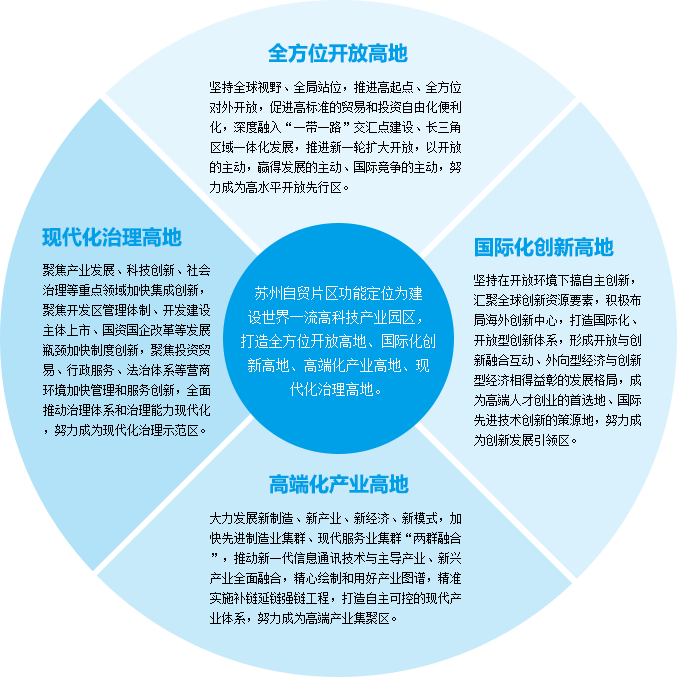 全方位开放高地
坚持全球视野、全局站位，推进高起点、全方位
对外开放，促进高标准的贸易和投资自由化便利
化，深度融入“一带一路”交汇点建设、长三角
区域一体化发展，推进新一轮扩大开放，以开放
的主动，赢得发展的主动、国际竞争的主动，努
力成为高水平开放先行区。
现代化治理高地
聚焦产业发展、科技创新、社会
治理等重点领域加快集成创新，
聚焦开发区管理体制、开发建设
主体上市、国资国企改革等发展
瓶颈加快制度创新，聚焦投资贸
易、行政服务、法治体系等营商
环境加快管理和服务创新，全面
推动治理体系和治理能力现代化
，努力成为现代化治理示范区。
苏州自贸片区功能定位为建
设世界一流高科技产业园区，
打造全方位开放高地、国际化创
新高地、高端化产业高地、现
代化治理高地。
国际化创新高地
坚持在开放环境下搞自主创新，
汇聚全球创新资源要素，积极布
局海外创新中心，打造国际化、
开放型创新体系，形成开放与创
新融合互动、外向型经济与创新
型经济相得益彰的发展格局，成
为高端人才创业的首选地、国际
先进技术创新的策源地，努力成
为创新发展引领区。
高端化产业高地
大力发展新制造、新产业、新经济、新模式，加
快先进制造业集群、现代服务业集群“两群融合
”，推动新一代信息通讯技术与主导产业、新兴
产业全面融合，精心绘制和用好产业图谱，精准
实施补链延链强链工程，打造自主可控的现代产
业体系，努力成为高端产业集聚区。